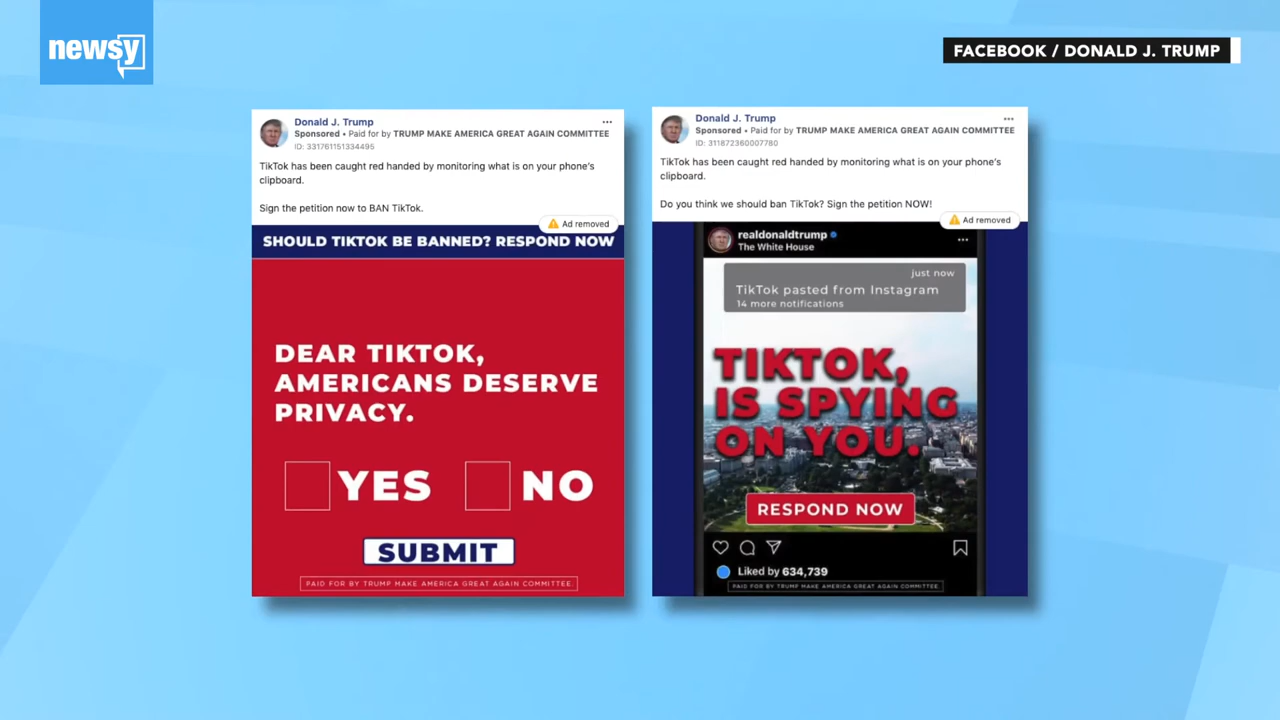 newsy
FACEBOOK / DONALD J. TRUMP
Donald J. Trump
Sponsored • Paid for by TRUMP MAKE AMERICA GREAT AGAIN COMMITTEE
ID: 331761151334495
TikTok has been caught red handed by monitoring what is on your phone's
clipboard.
Sign the petition now to BAN TikTok.
Ad removed
SHOULD TIKTOK BE BANNED? RESPOND NOW
DEAR TIKTOK,
AMERICANS DESERVE
PRIVACY.
YES NO
SUBMIT
PAID FOR BY TRUMP MAKE AMERICA GREAT AGAIN COMMITTEE.
Donald J. Trump
Sponsored • Paid for by TRUMP MAKE AMERICA GREAT AGAIN COMMITTEE
ID: 311872360007780
TikTok has been caught red handed by monitoring what is on your phone's
clipboard.
Do you think we should ban TikTok? Sign the petition NOW!
Ad removed
realdonaldtrump
The White House
just now
TikTok pasted from Instagram
14 more notifications
TIKTOK,
IS SPYING
ON YOU.
RESPOND NOW
Liked by 634,739
PAID FOR BY TRUMP MAKE AMERICA GREAT AGAIN COMMITTEE.